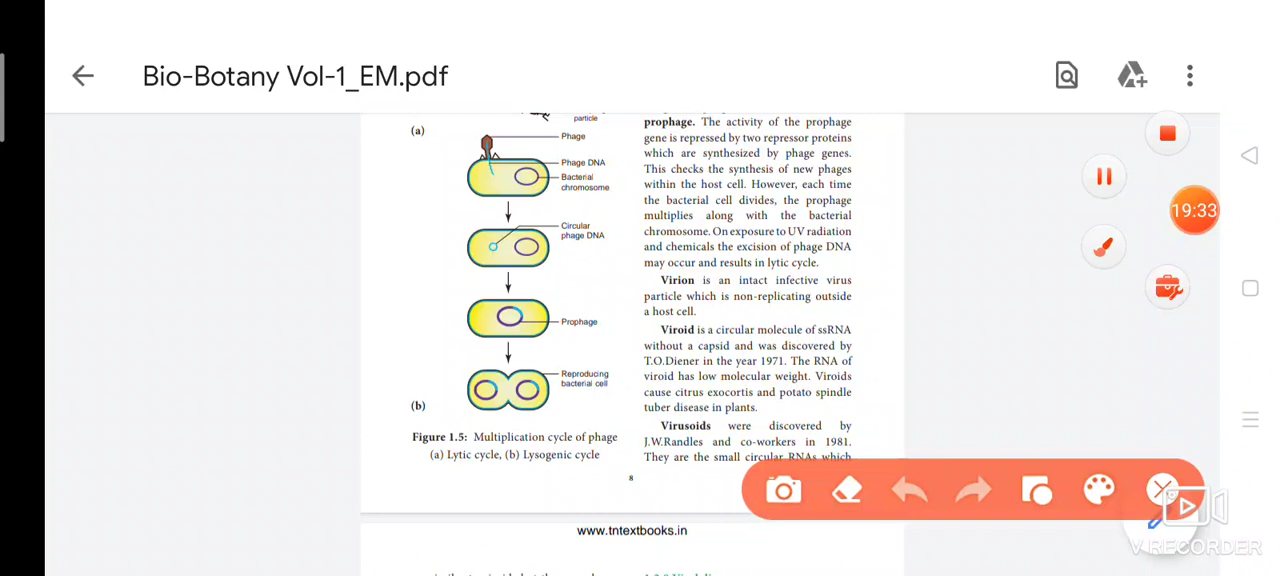 Bio-Botany Vol-1_EM.pdf
particle
(a)
Phage
Phage DNA
Bacterial
chromosome
Circular
phage DNA
Prophage
Reproducing
bacterial cell
(b)
Figure 1.5: Multiplication cycle of phage
(a) Lytic cycle, (b) Lysogenic cycle
prophage. The activity of the prophage
gene is repressed by two repressor proteins
which are synthesized by phage genes.
This checks the synthesis of new phages
within the host cell. However, each time
the bacterial cell divides, the prophage
multiplies along with the bacterial
chromosome. On exposure to UV radiation
and chemicals the excision of phage DNA
may occur and results in lytic cycle.
Virion is an intact infective virus
particle which is non-replicating outside
a host cell.
Viroid is a circular molecule of ssRNA
without a capsid and was discovered by
T.O.Diener in the year 1971. The RNA of
viroid has low molecular weight. Viroids
cause citrus exocortis and potato spindle
tuber disease in plants.
Virusoids were discovered by
J.W.Randles and co-workers in 1981.
They are the small circular RNAs which
8
www.tntextbooks.in
19:33
V RECORDER